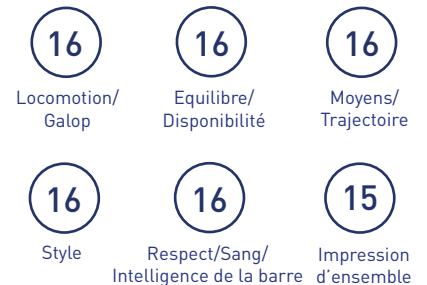 16 16 16
Locomotion/ Equilibre/ Moyens/
Galop Disponibilité Trajectoire
16 16 15
Style Respect/Sang/ Impression
Intelligence de la barre d'ensemble